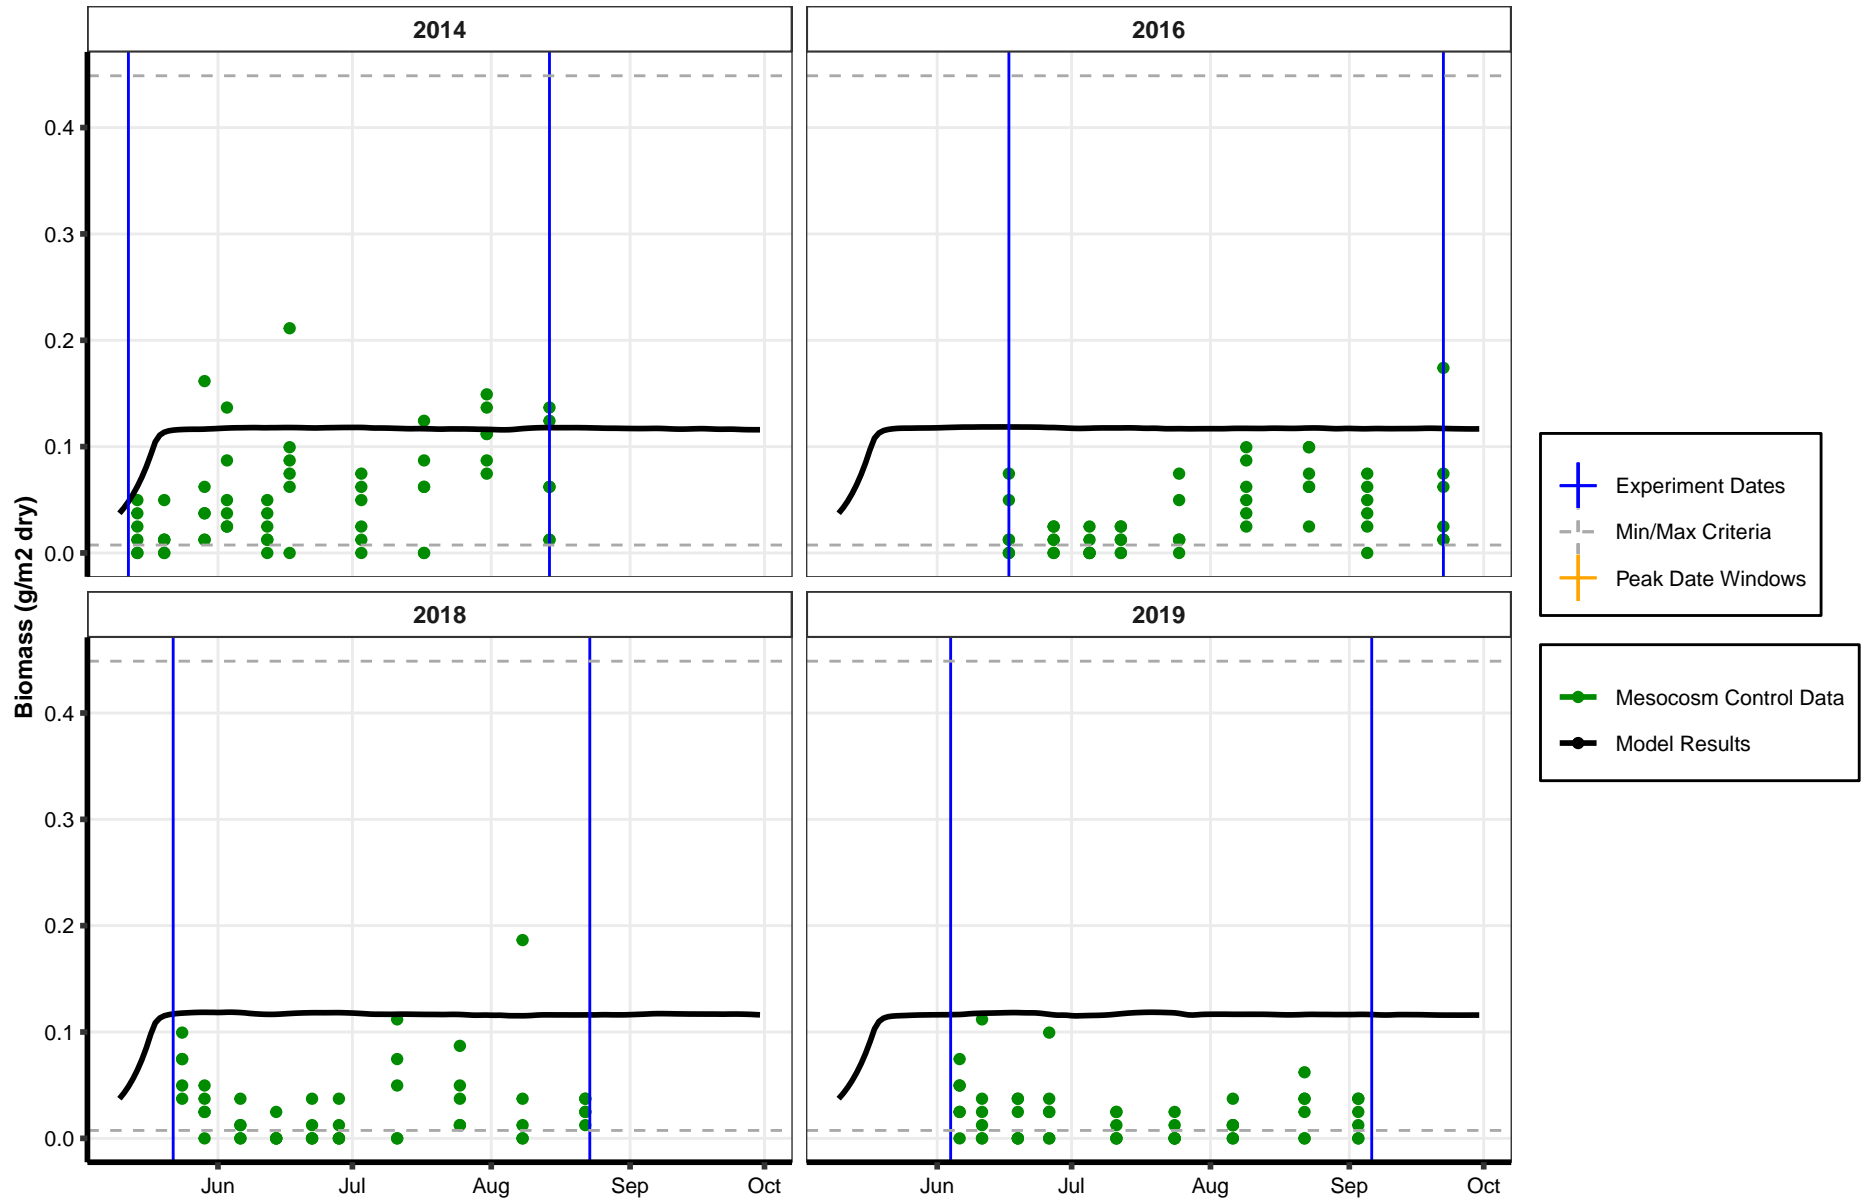 2014
2016
0.4
0.3
0.2
0.1
0.0
2018
2019
0.4
0.3
0.2
0.1
0.0
Jun Jul Aug Sep Oct
Jun Jul Aug Sep Oct
Biomass (g/m2 dry)
Experiment Dates
Min/Max Criteria
Peak Date Windows
Mesocosm Control Data
Model Results